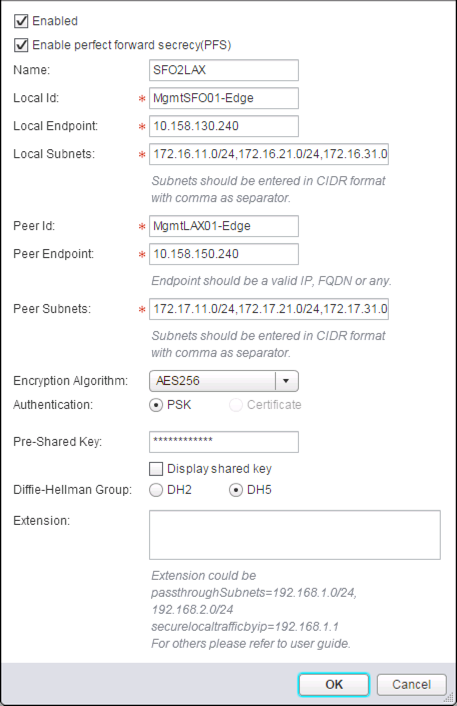 Enabled
Enable perfect forward secrecy(PFS)
Name: SFO2LAX
Local Id: * MgmtSFO01-Edge
Local Endpoint: * 10.158.130.240
Local Subnets: * 172.16.11.0/24,172.16.21.0/24,172.16.31.0
Subnets should be entered in CIDR format
with comma as separator.
Peer Id: * MgmtLAX01-Edge
Peer Endpoint: * 10.158.150.240
Endpoint should be a valid IP, FQDN or any.
Peer Subnets: * 172.17.11.0/24,172.17.21.0/24,172.17.31.0
Subnets should be entered in CIDR format
with comma as separator.
Encryption Algorithm: AES256
Authentication: PSK Certificate
Pre-Shared Key: ************
Display shared key
Diffie-Hellman Group: DH2 DH5
Extension:
Extension could be
passthroughSubnets=192.168.1.0/24,
192.168.2.0/24
securelocaltrafficbyip=192.168.1.1
For others please refer to user guide.
OK Cancel